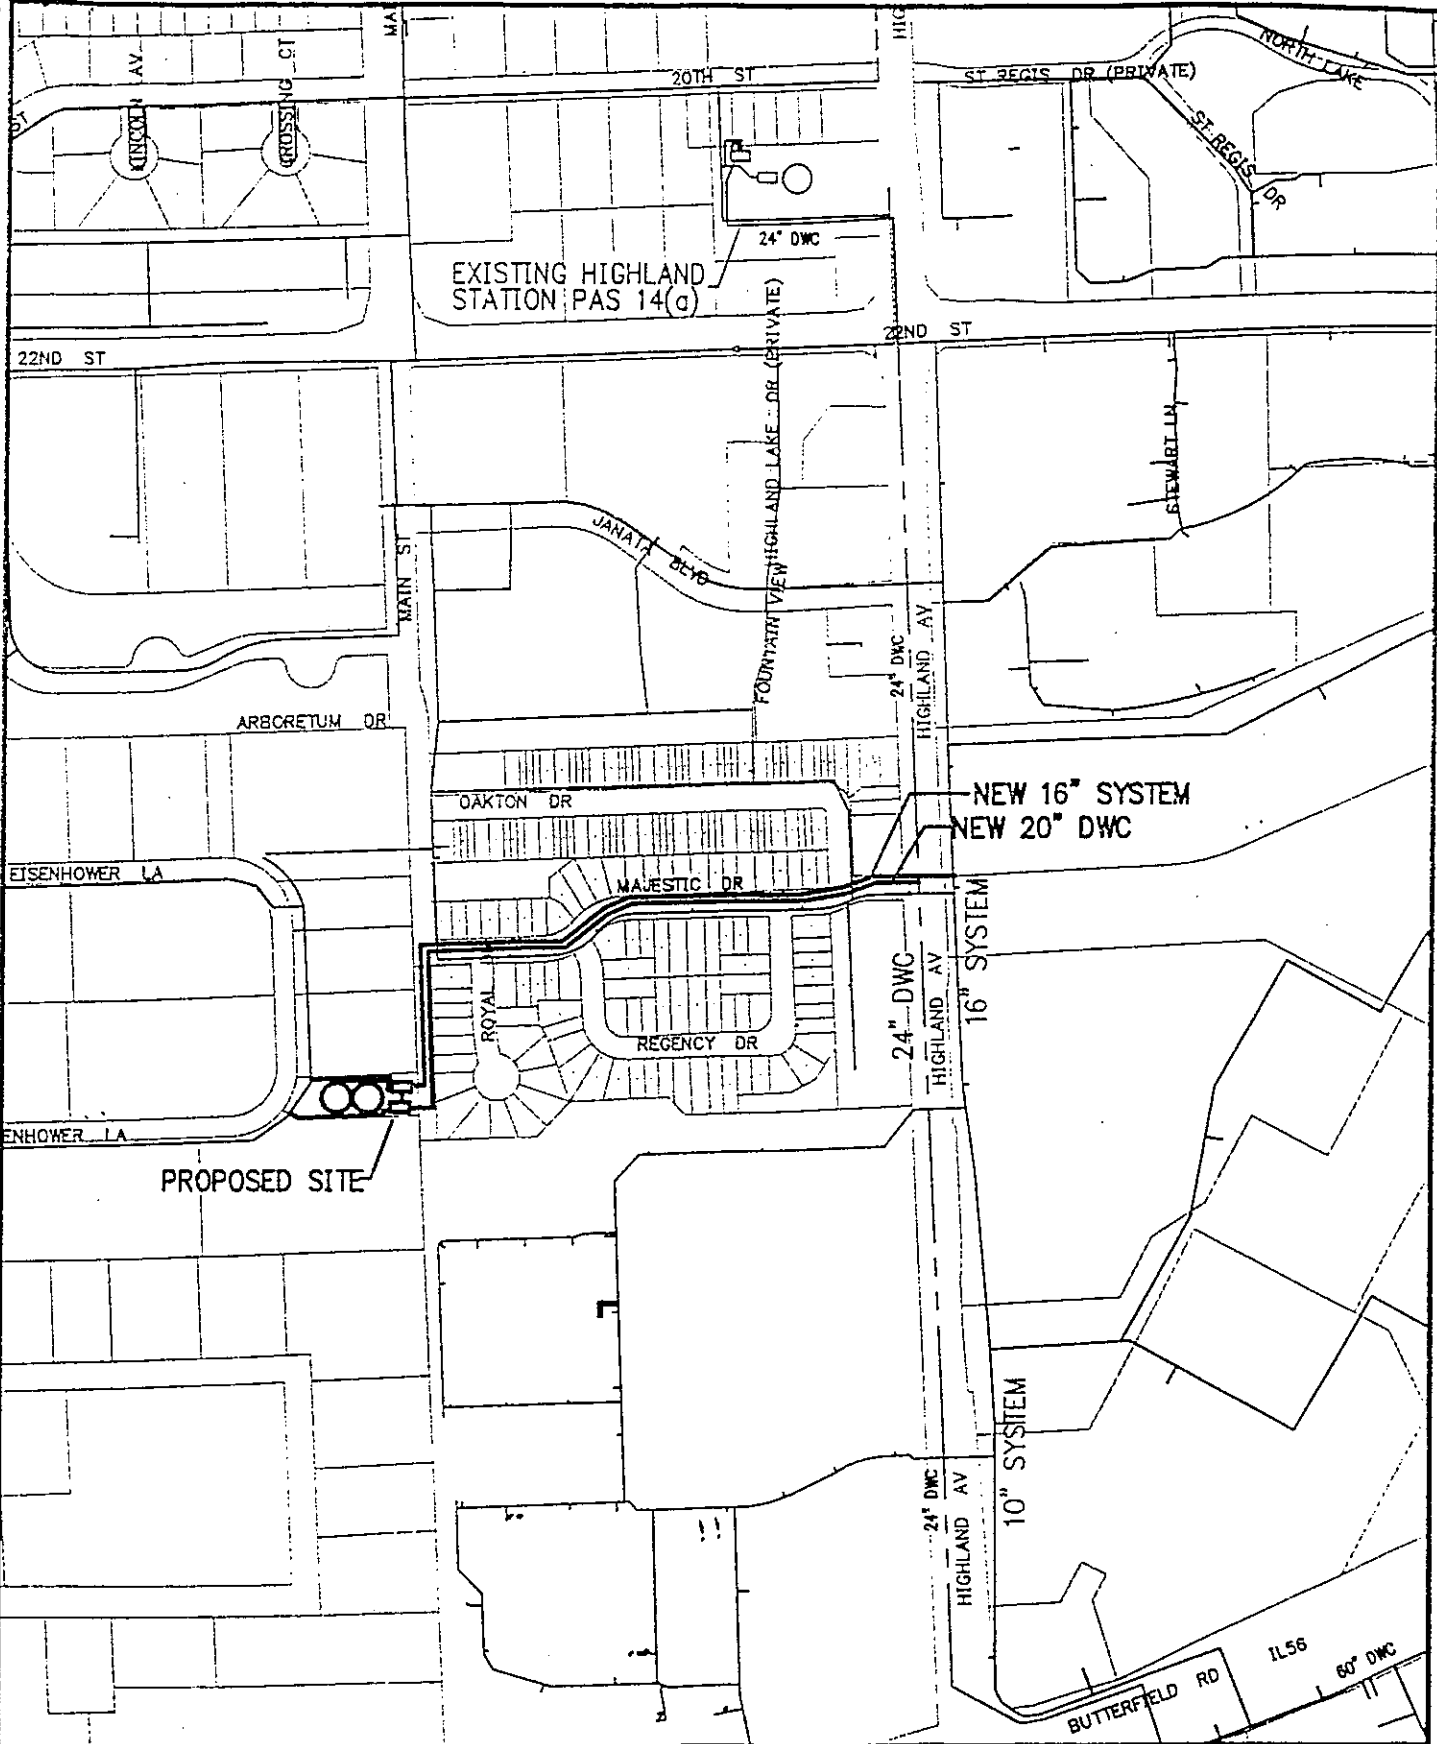 MAI
HIG
20TH ST
ST REGIS DR (PRIVATE)
NORTH LAKE
LINCOLN AV
CROSSING CT
ST
ST REGIS DR
24" DWC
EXISTING HIGHLAND
STATION PAS 14(a)
22ND ST
22ND ST
HIGHLAND LAKE DR (PRIVATE)
FOUNTAIN VIEW
STEWART LN
JANATA BLVD
MAIN ST
24" DWC
HIGHLAND AV
ARBORETUM DR
OAKTON DR
NEW 16" SYSTEM
NEW 20" DWC
EISENHOWER LA
MAJESTIC DR
ROYAL
REGENCY DR
24" DWC
HIGHLAND AV
16" SYSTEM
ENHOWER LA
PROPOSED SITE
24" DWC
HIGHLAND AV
10" SYSTEM
BUTTERFIELD RD
IL56
60" DWC